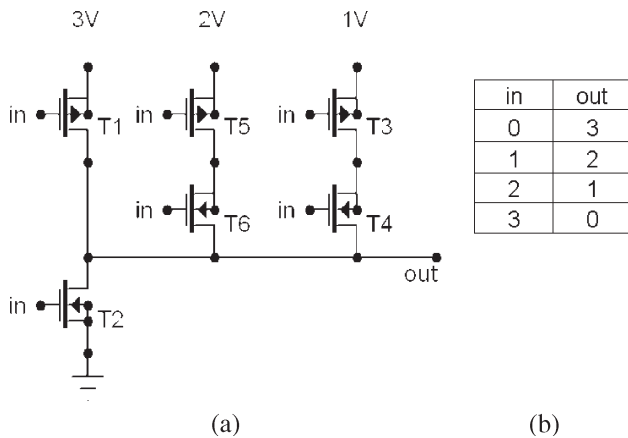 3V 2V 1V
in T1 in T5 in T3
in T6 in T4
out
in T2
(a)
in out
0 3
1 2
2 1
3 0
(b)